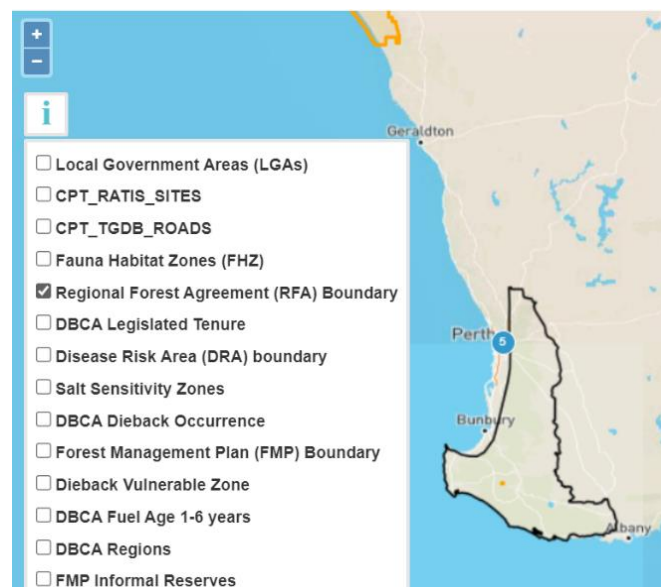 +
−
i
Geraldton
Local Government Areas (LGAs)
CPT_RATIS_SITES
CPT_TGDB_ROADS
Fauna Habitat Zones (FHZ)
Regional Forest Agreement (RFA) Boundary
DBCA Legislated Tenure
Disease Risk Area (DRA) boundary
Salt Sensitivity Zones
DBCA Dieback Occurrence
Forest Management Plan (FMP) Boundary
Dieback Vulnerable Zone
DBCA Fuel Age 1-6 years
DBCA Regions
FMP Informal Reserves
Perth
5
Bunbury
Albany